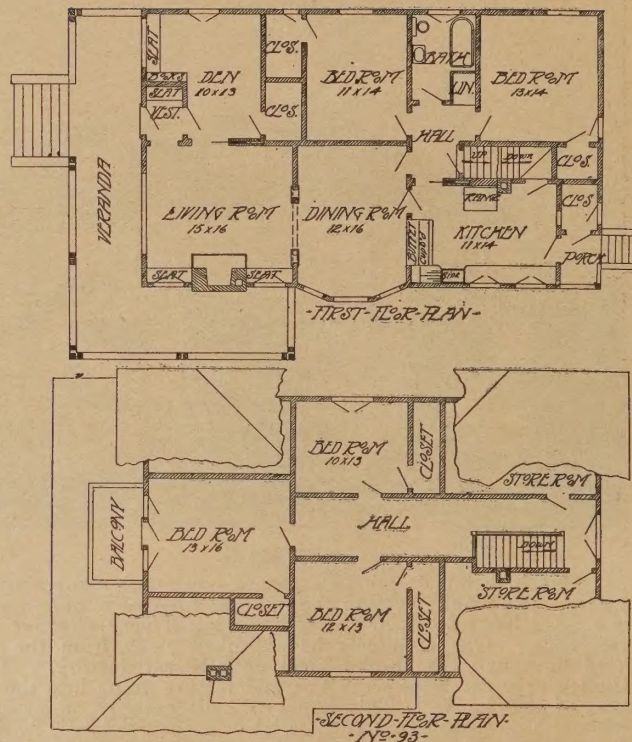 SEAT
BOOKS
SEAT
VEST.
DEN
10x13
CLOS.
CLOS.
BED ROOM
11x14
BATH
LIN.
BED ROOM
13x14
HALL
UP
DOWN
CLOS.
VERANDA
LIVING ROOM
15x16
DINING ROOM
12x16
RANGE
KITCHEN
11x14
CLOS.
PORCH
BUFFET
CUPB'D
SINK
SEAT
SEAT
-FIRST-FLOOR-PLAN-
BED ROOM
10x13
CLOSET
STORE ROOM
BALCONY
BED ROOM
13x16
HALL
DOWN
STORE ROOM
CLOSET
BED ROOM
12x13
CLOSET
-SECOND-FLOOR-PLAN-
-No-93-